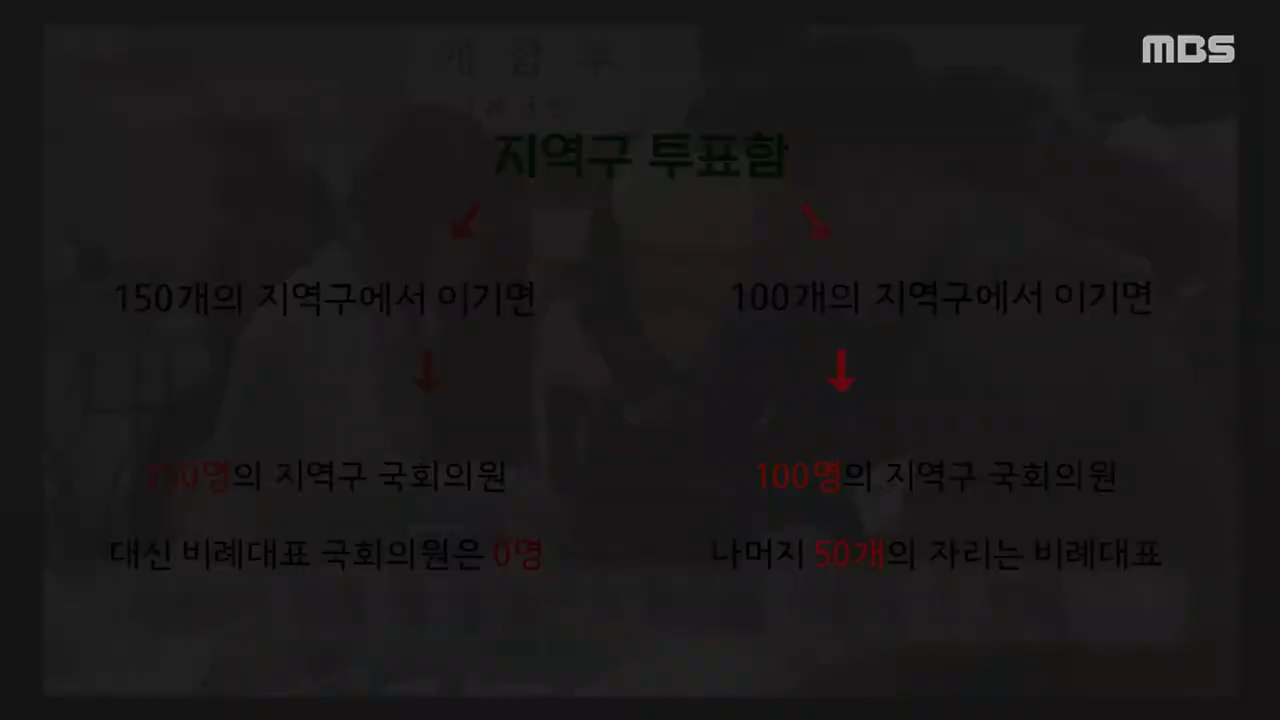 MBS
개 함 부
지역구 투표함
150개의 지역구에서 이기면
100개의 지역구에서 이기면
150명의 지역구 국회의원
100명의 지역구 국회의원
대신 비례대표 국회의원은 0명
나머지 50개의 자리는 비례대표